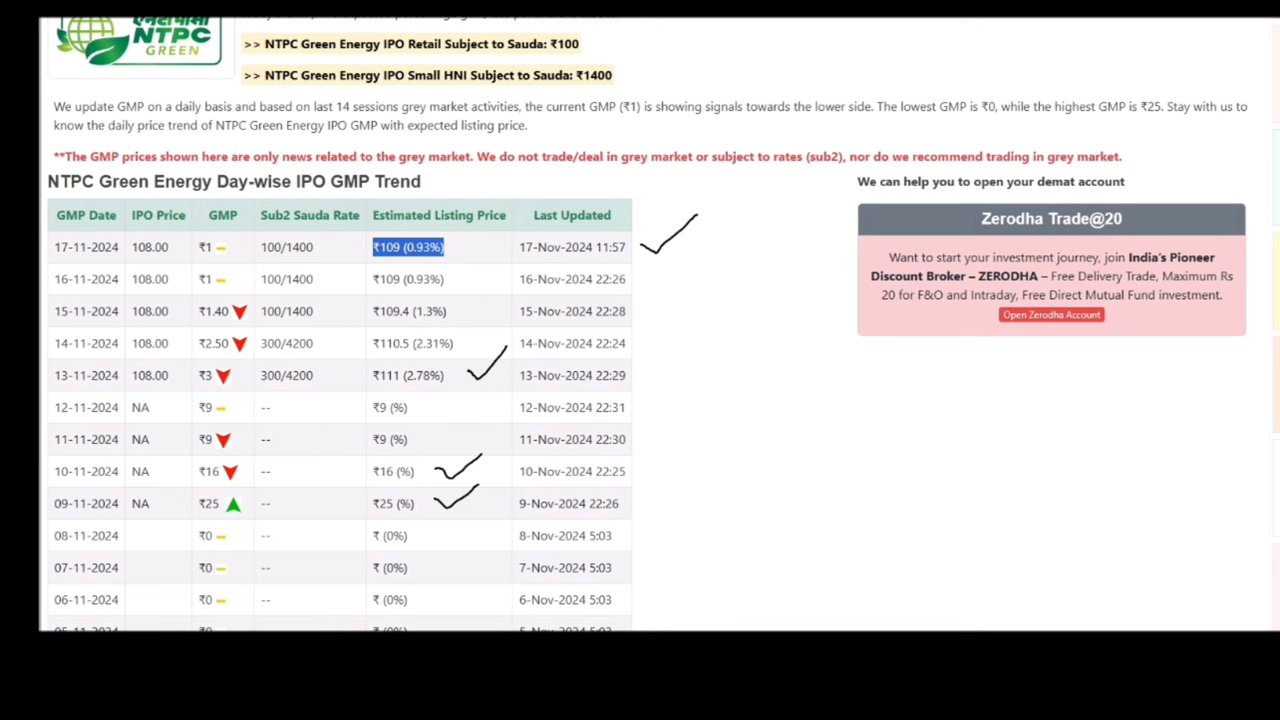 एनटीपीसी
NTPC
GREEN
>> NTPC Green Energy IPO Retail Subject to Sauda: ₹100
>> NTPC Green Energy IPO Small HNI Subject to Sauda: ₹1400
We update GMP on a daily basis and based on last 14 sessions grey market activities, the current GMP (₹1) is showing signals towards the lower side. The lowest GMP is ₹0, while the highest GMP is ₹25. Stay with us to
know the daily price trend of NTPC Green Energy IPO GMP with expected listing price.
**The GMP prices shown here are only news related to the grey market. We do not trade/deal in grey market or subject to rates (sub2), nor do we recommend trading in grey market.
NTPC Green Energy Day-wise IPO GMP Trend
GMP Date IPO Price GMP Sub2 Sauda Rate Estimated Listing Price Last Updated
17-11-2024 108.00 ₹1 100/1400 ₹109 (0.93%) 17-Nov-2024 11:57
16-11-2024 108.00 ₹1 100/1400 ₹109 (0.93%) 16-Nov-2024 22:26
15-11-2024 108.00 ₹1.40 100/1400 ₹109.4 (1.3%) 15-Nov-2024 22:28
14-11-2024 108.00 ₹2.50 300/4200 ₹110.5 (2.31%) 14-Nov-2024 22:24
13-11-2024 108.00 ₹3 300/4200 ₹111 (2.78%) 13-Nov-2024 22:29
12-11-2024 NA ₹9 -- ₹9 (%) 12-Nov-2024 22:31
11-11-2024 NA ₹9 -- ₹9 (%) 11-Nov-2024 22:30
10-11-2024 NA ₹16 -- ₹16 (%) 10-Nov-2024 22:25
09-11-2024 NA ₹25 -- ₹25 (%) 9-Nov-2024 22:26
08-11-2024 ₹0 -- ₹ (0%) 8-Nov-2024 5:03
07-11-2024 ₹0 -- ₹ (0%) 7-Nov-2024 5:03
06-11-2024 ₹0 -- ₹ (0%) 6-Nov-2024 5:03
We can help you to open your demat account
Zerodha Trade@20
Want to start your investment journey, join India's Pioneer
Discount Broker – ZERODHA – Free Delivery Trade, Maximum Rs
20 for F&O and Intraday, Free Direct Mutual Fund investment.
Open Zerodha Account